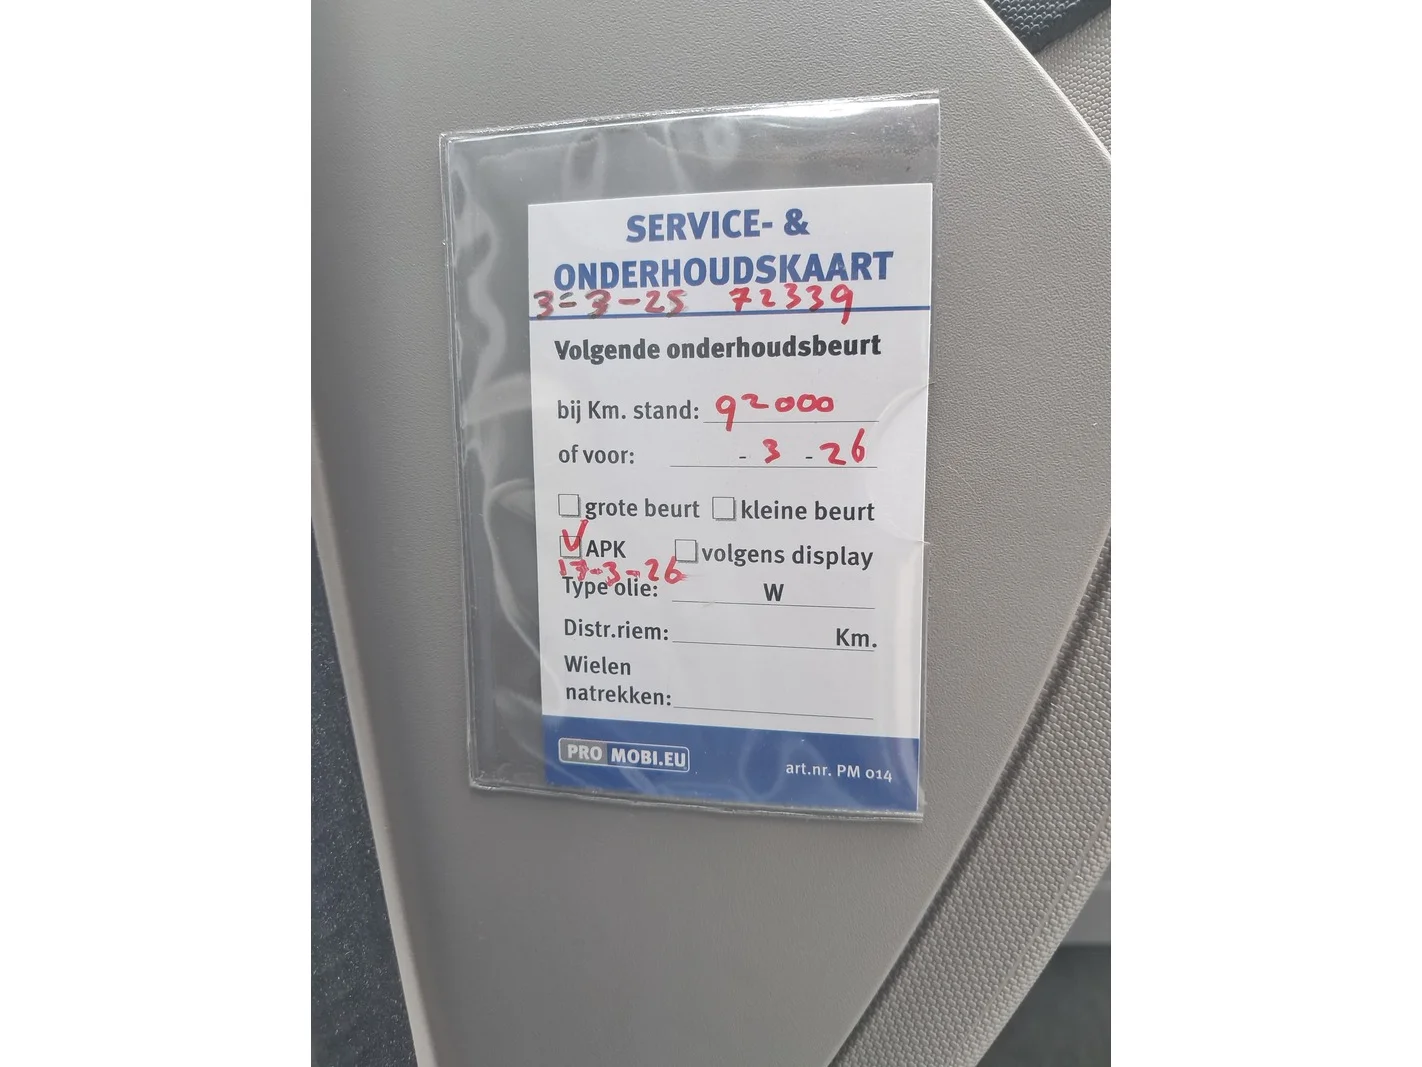 SERVICE- &
ONDERHOUDSKAART
3-3-25 72339
Volgende onderhoudsbeurt
bij Km. stand: 92000
of voor: - 3 - 26
grote beurt kleine beurt
APK volgens display
17-3-26
Type olie: W
Distr.riem: Km.
Wielen
natrekken:
PRO MOBI.EU
art.nr. PM 014